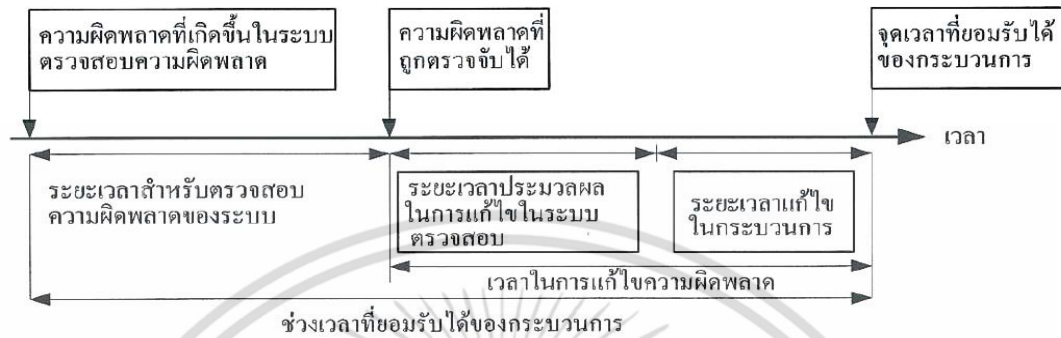 ความผิดพลาดที่เกิดขึ้นในระบบ
ตรวจสอบความผิดพลาด
ความผิดพลาดที่
ถูกตรวจจับได้
จุดเวลาที่ยอมรับได้
ของกระบวนการ
เวลา
ระยะเวลาสำหรับตรวจสอบ
ความผิดพลาดของระบบ
ระยะเวลาประมวลผล
ในการแก้ไขในระบบ
ตรวจสอบ
ระยะเวลาแก้ไข
ในกระบวนการ
เวลาในการแก้ไขความผิดพลาด
ช่วงเวลาที่ยอมรับได้ของกระบวนการ